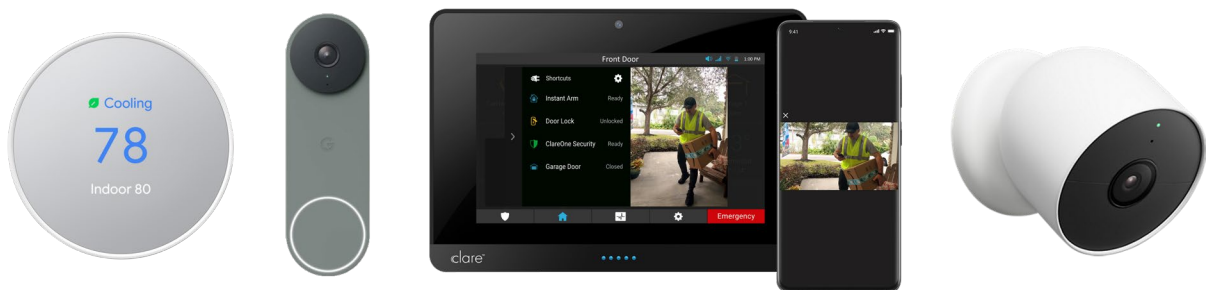 Cooling
78
Indoor 80
G
Front Door
1:00 PM
Shortcuts
Instant Arm Ready
Door Lock Unlocked
ClareOne Security Ready
Garage Door Closed
Emergency
clare
9:41